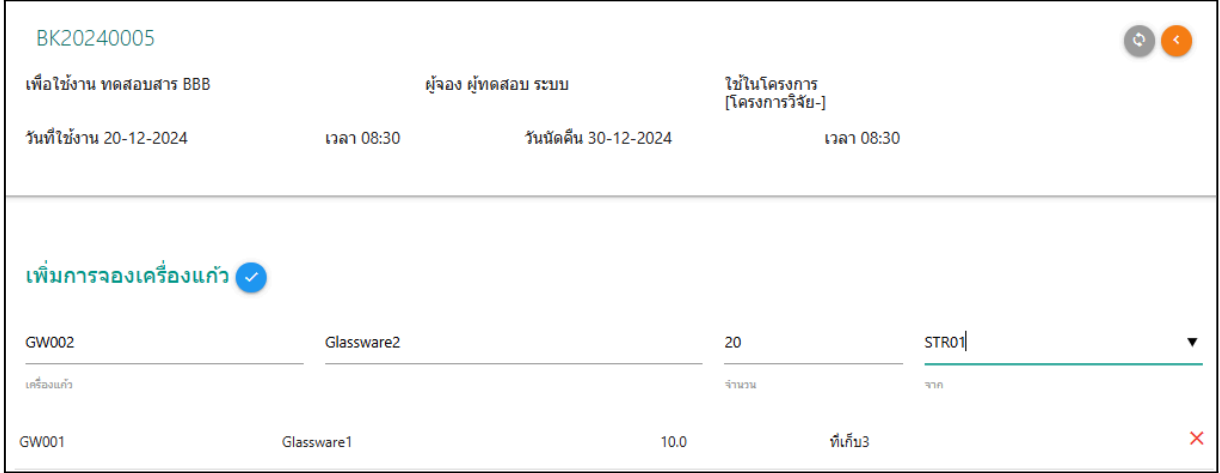 BK20240005
เพื่อใช้งาน ทดสอบสาร BBB ผู้จอง ผู้ทดสอบ ระบบ ใช้ในโครงการ
[โครงการวิจัย-]
วันที่ใช้งาน 20-12-2024 เวลา 08:30 วันนัดคืน 30-12-2024 เวลา 08:30
เพิ่มการจองเครื่องแก้ว
GW002 Glassware2 20 STR01
เครื่องแก้ว จำนวน จาก
GW001 Glassware1 10.0 ที่เก็บ3